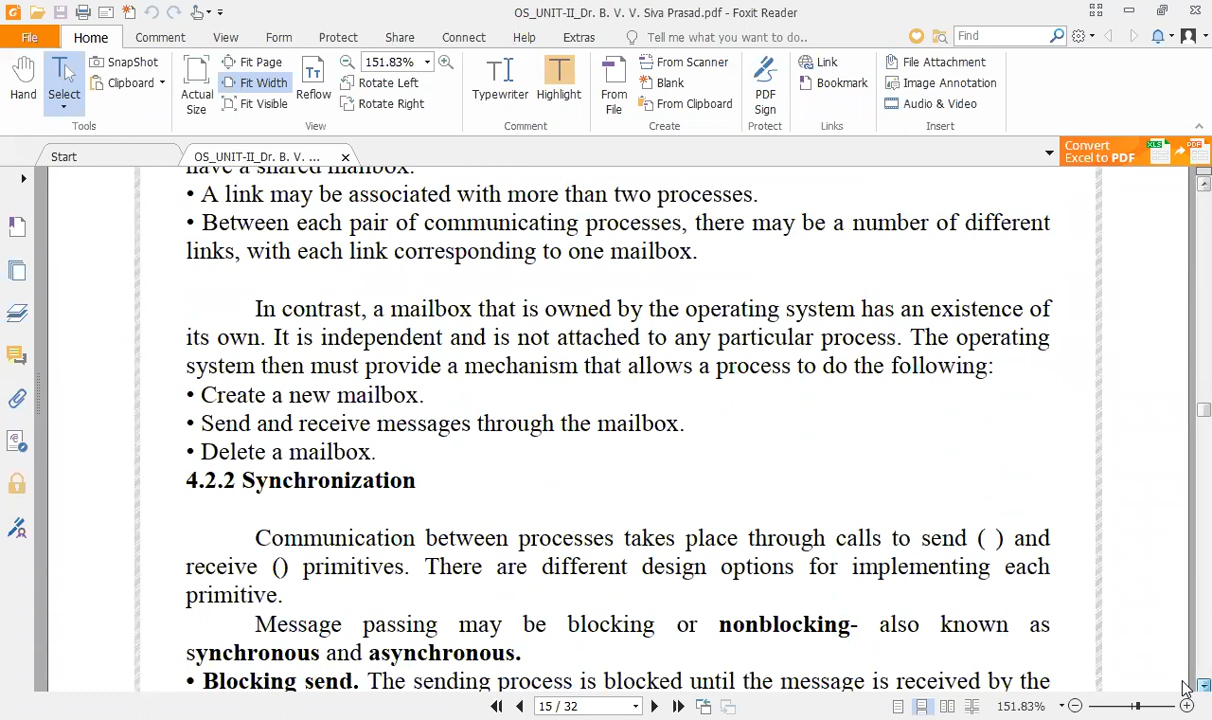 OS_UNIT-II_Dr. B. V. V. Siva Prasad.pdf - Foxit Reader
File Home Comment View Form Protect Share Connect Help Extras Tell me what you want to do.. Find
Hand
Select
SnapShot
Clipboard
Tools
Actual Size
Fit Page
Fit Width
Fit Visible
Reflow
151.83%
Rotate Left
Rotate Right
View
Typewriter
Highlight
Comment
From File
From Scanner
Blank
From Clipboard
Create
PDF Sign
Protect
Link
Bookmark
Links
File Attachment
Image Annotation
Audio & Video
Insert
Start
OS_UNIT-II_Dr. B. V. V. ...
Convert
Excel to PDF
XLS
PDF
have a shared mailbox.
• A link may be associated with more than two processes.
• Between each pair of communicating processes, there may be a number of different
links, with each link corresponding to one mailbox.
In contrast, a mailbox that is owned by the operating system has an existence of
its own. It is independent and is not attached to any particular process. The operating
system then must provide a mechanism that allows a process to do the following:
• Create a new mailbox.
• Send and receive messages through the mailbox.
• Delete a mailbox.
4.2.2 Synchronization
Communication between processes takes place through calls to send ( ) and
receive () primitives. There are different design options for implementing each
primitive.
Message passing may be blocking or nonblocking- also known as
synchronous and asynchronous.
• Blocking send. The sending process is blocked until the message is received by the
15 / 32
151.83%